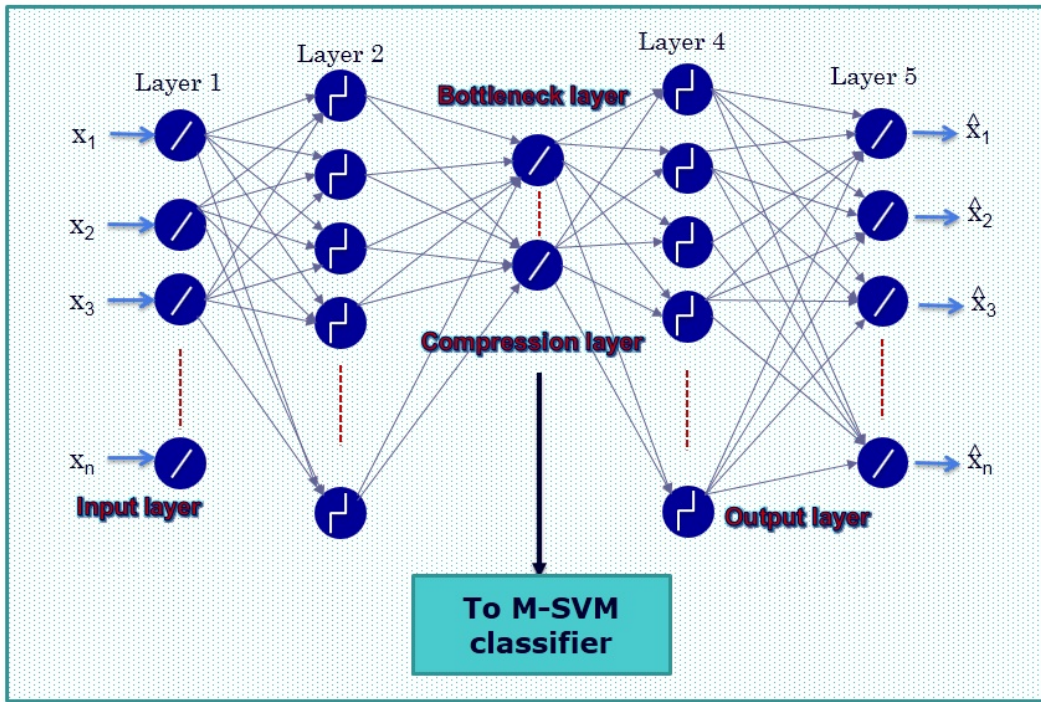 Layer 1
Layer 2
Bottleneck layer
Layer 4
Layer 5
x₁
x₂
x₃
xₙ
x̂₁
x̂₂
x̂₃
x̂ₙ
Compression layer
Input layer
Output layer
To M-SVM
classifier